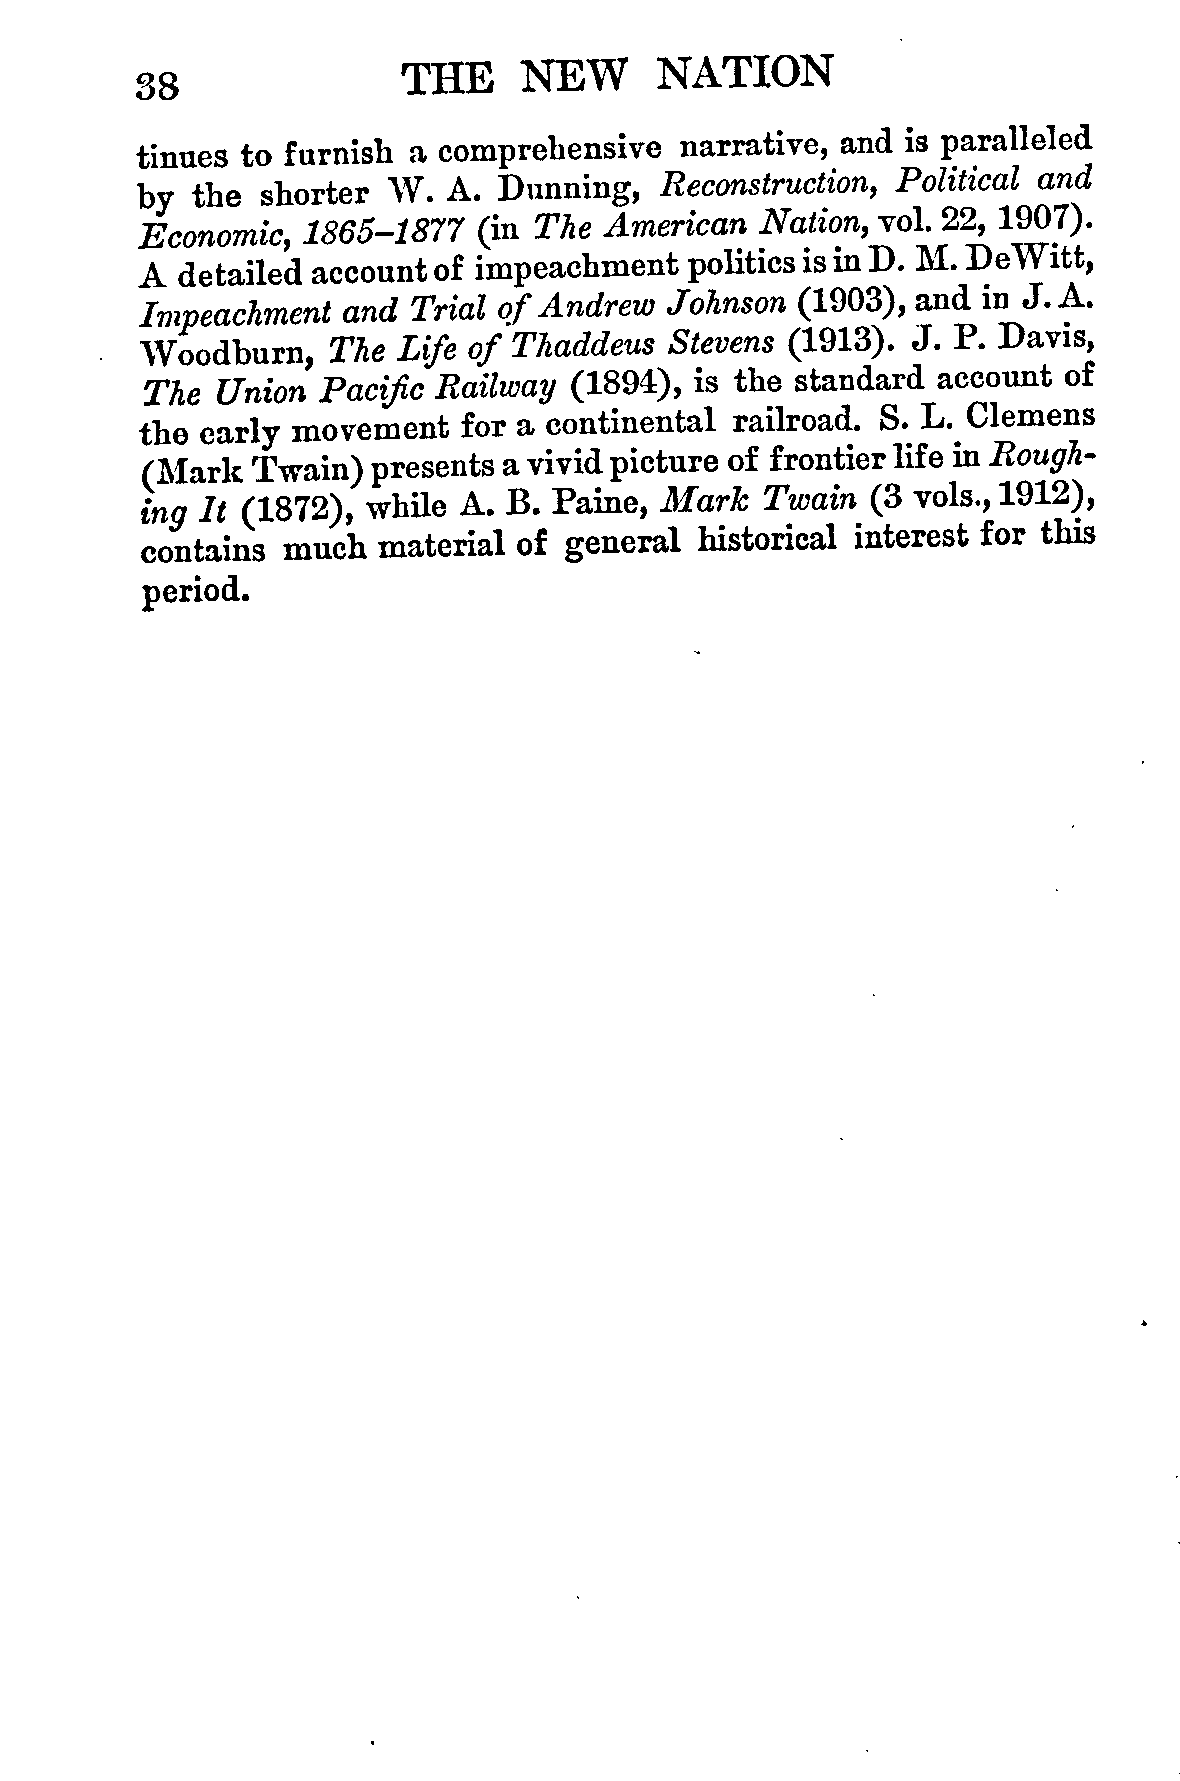 38 THE NEW NATION
tinues to furnish a comprehensive narrative, and is paralleled
by the shorter W. A. Dunning, Reconstruction, Political and
Economic, 1865–1877 (in The American Nation, vol. 22, 1907).
A detailed account of impeachment politics is in D. M. DeWitt,
Impeachment and Trial of Andrew Johnson (1903), and in J. A.
Woodburn, The Life of Thaddeus Stevens (1913). J. P. Davis,
The Union Pacific Railway (1894), is the standard account of
the early movement for a continental railroad. S. L. Clemens
(Mark Twain) presents a vivid picture of frontier life in Rough-
ing It (1872), while A. B. Paine, Mark Twain (3 vols., 1912),
contains much material of general historical interest for this
period.